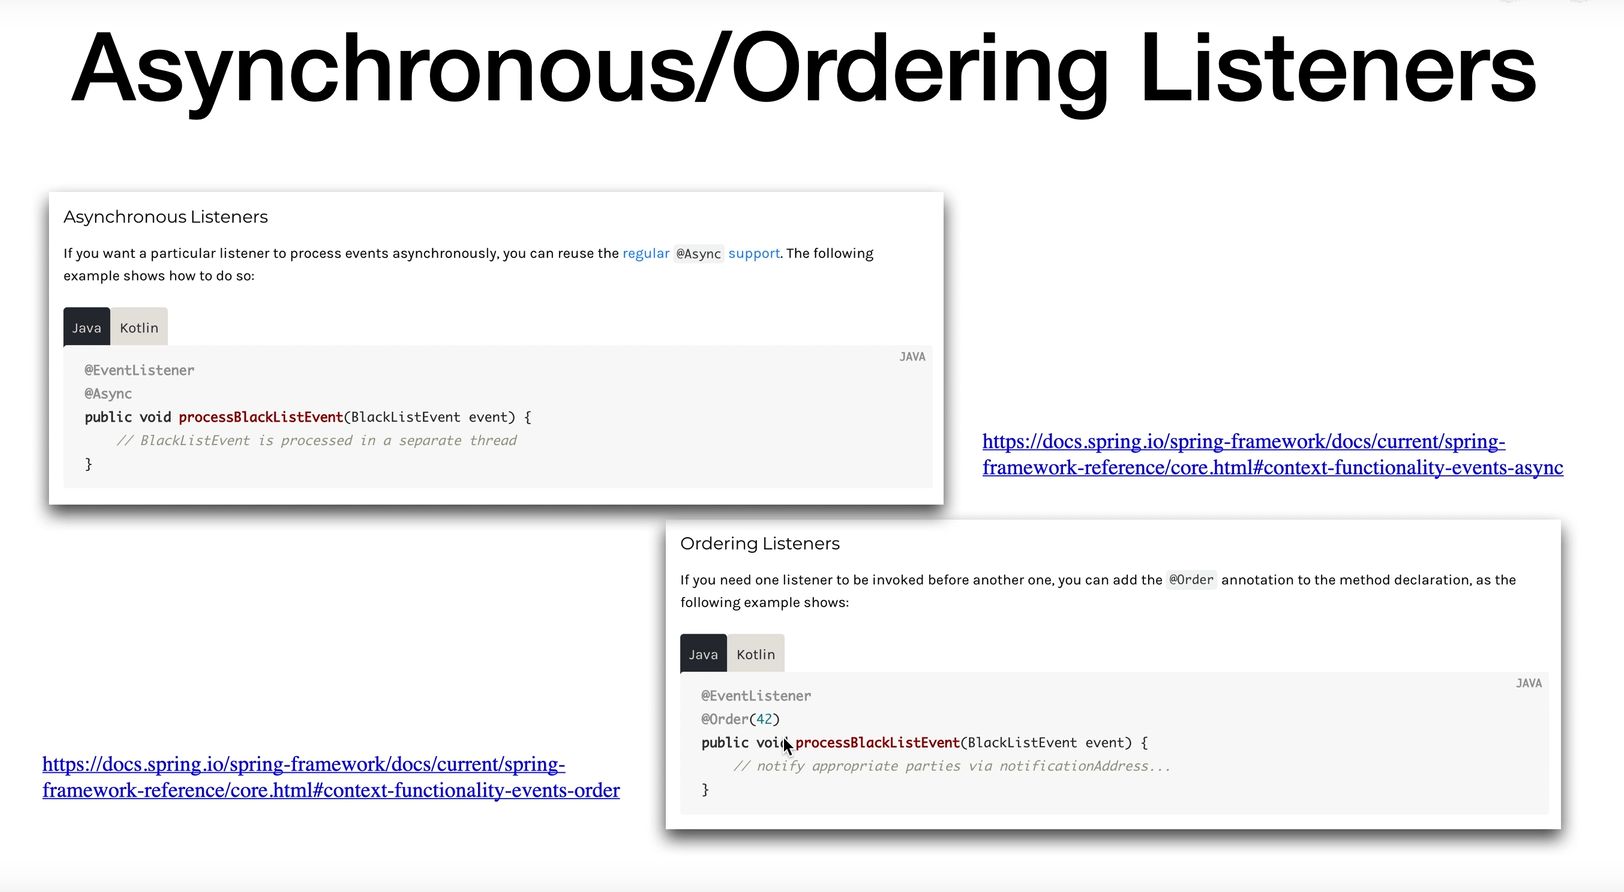 Asynchronous/Ordering Listeners
Asynchronous Listeners
If you want a particular listener to process events asynchronously, you can reuse the regular @Async support. The following
example shows how to do so:
Java Kotlin
JAVA
@EventListener
@Async
public void processBlackListEvent(BlackListEvent event) {
    // BlackListEvent is processed in a separate thread
}
https://docs.spring.io/spring-framework/docs/current/spring-
framework-reference/core.html#context-functionality-events-async
Ordering Listeners
If you need one listener to be invoked before another one, you can add the @Order annotation to the method declaration, as the
following example shows:
Java Kotlin
JAVA
@EventListener
@Order(42)
public void processBlackListEvent(BlackListEvent event) {
    // notify appropriate parties via notificationAddress...
}
https://docs.spring.io/spring-framework/docs/current/spring-
framework-reference/core.html#context-functionality-events-order